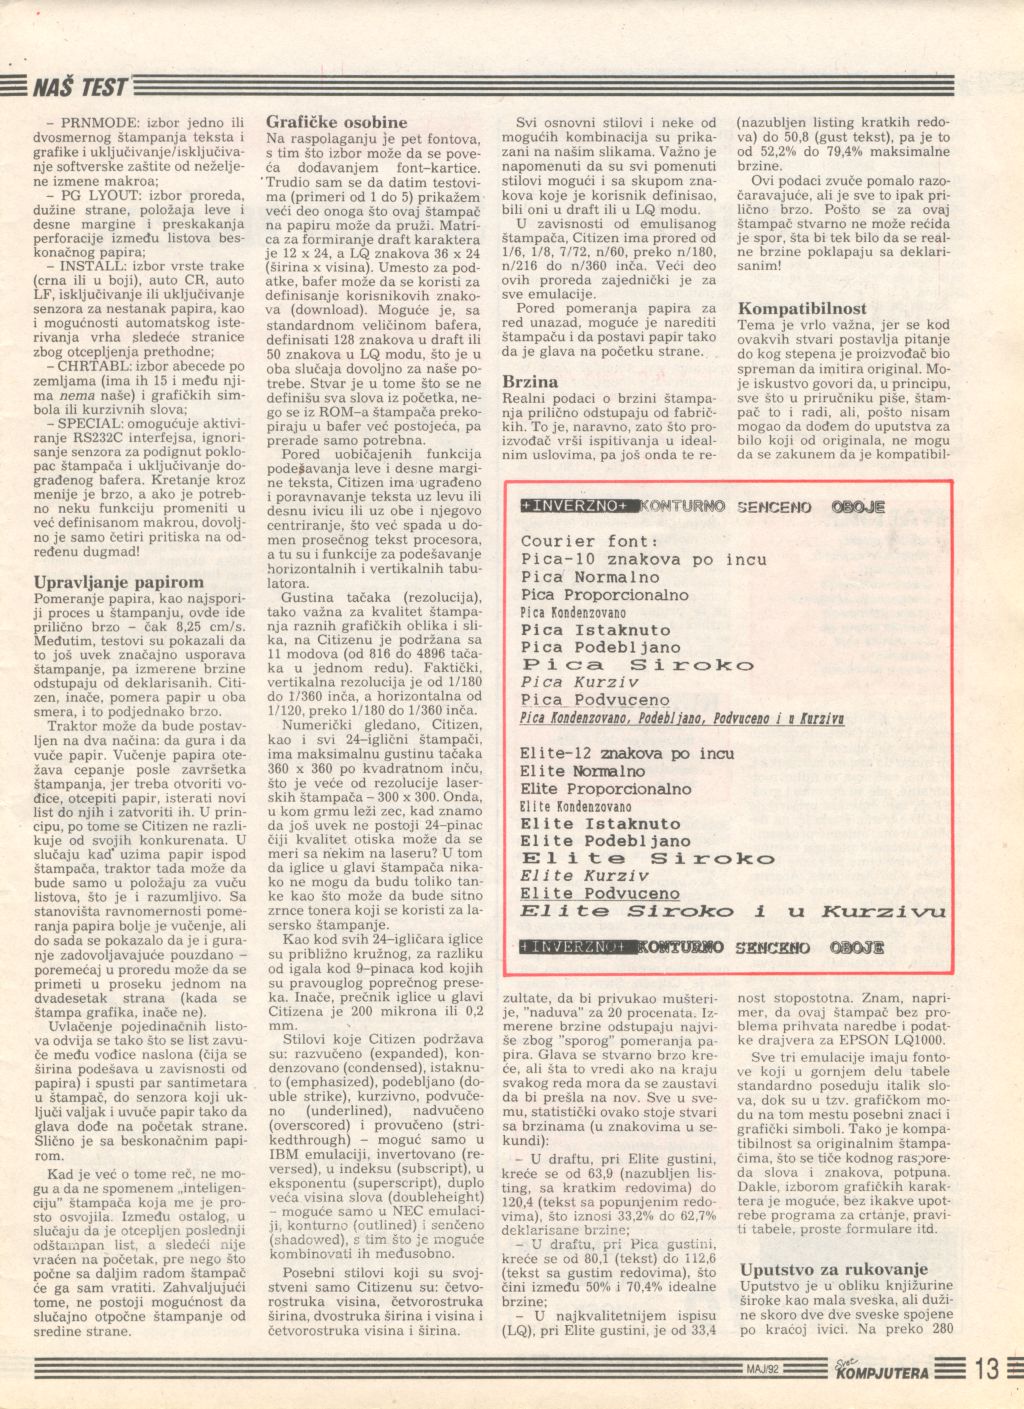 NAŠ TEST
– PRNMODE: izbor jedno ili
dvosmernog štampanja teksta i
grafike i uključivanje/isključiva-
nje softverske zaštite od neželje-
ne izmene makroa;
– PG LYOUT: izbor proreda,
dužine strane, položaja leve i
desne margine i preskakanja
perforacije između listova bes-
konačnog papira;
– INSTALL: izbor vrste trake
(crna ili u boji), auto CR, auto
LF, isključivanje ili uključivanje
senzora za nestanak papira, kao
i mogućnosti automatskog iste-
rivanja vrha sledeće stranice
zbog otcepljenja prethodne;
– CHRTABL: izbor abecede po
zemljama (ima ih 15 i među nji-
ma nema naše) i grafičkih sim-
bola ili kurzivnih slova;
– SPECIAL: omogućuje aktivi-
ranje RS232C interfejsa, ignori-
sanje senzora za podignut poklo-
pac štampača i uključivanje do-
građenog bafera. Kretanje kroz
menije je brzo, a ako je potreb-
no neku funkciju promeniti u
već definisanom makrou, dovolj-
no je samo četiri pritiska na od-
ređenu dugmad!
Upravljanje papirom
Pomeranje papira, kao najspori-
ji proces u štampanju, ovde ide
prilično brzo – čak 8,25 cm/s.
Međutim, testovi su pokazali da
to još uvek značajno usporava
štampanje, pa izmerene brzine
odstupaju od deklarisanih. Citi-
zen, inače, pomera papir u oba
smera, i to podjednako brzo.
Traktor može da bude postav-
ljen na dva načina: da gura i da
vuče papir. Vučenje papira ote-
žava cepanje posle završetka
štampanja, jer treba otvoriti vo-
đice, otcepiti papir, isterati novi
list do njih i zatvoriti ih. U prin-
cipu, po tome se Citizen ne razli-
kuje od svojih konkurenata. U
slučaju kad uzima papir ispod
štampača, traktor tada može da
bude samo u položaju za vuču
listova, što je i razumljivo. Sa
stanovišta ravnomernosti pome-
ranja papira bolje je vučenje, ali
do sada se pokazalo da je i gura-
nje zadovoljavajuće pouzdano –
poremećaj u proredu može da se
primeti u proseku jednom na
dvadesetak strana (kada se
štampa grafika, inače ne).
Uvlačenje pojedinačnih listo-
va odvija se tako što se list zavu-
če među vođice naslona (čija se
širina podešava u zavisnosti od
papira) i spusti par santimetara
u štampač, do senzora koji uk-
ljuči valjak i uvuče papir tako da
glava dođe na početak strane.
Slično je sa beskonačnim papi-
rom.
Kad je već o tome reč, ne mo-
gu a da ne spomenem „inteligen-
ciju” štampača koja me je pro-
sto osvojila. Između ostalog, u
slučaju da je otcepljen poslednji
odštampan list, a sledeći nije
vraćen na početak, pre nego što
počne sa daljim radom štampač
će ga sam vratiti. Zahvaljujući
tome, ne postoji mogućnost da
slučajno otpočne štampanje od
sredine strane.
Grafičke osobine
Na raspolaganju je pet fontova,
s tim što izbor može da se pove-
ća dodavanjem font–kartice.
Trudio sam se da datim testovi-
ma (primeri od 1 do 5) prikažem
veći deo onoga što ovaj štampač
na papiru može da pruži. Matri-
ca za formiranje draft karaktera
je 12 x 24, a LQ znakova 36 x 24
(širina x visina). Umesto za pod-
atke, bafer može da se koristi za
definisanje korisnikovih znako-
va (download). Moguće je, sa
standardnom veličinom bafera,
definisati 128 znakova u draft ili
50 znakova u LQ modu, što je u
oba slučaja dovoljno za naše po-
trebe. Stvar je u tome što se ne
definišu sva slova iz početka, ne-
go se iz ROM–a štampača preko-
piraju u bafer već postojeća, pa
prerade samo potrebna.
Pored uobičajenih funkcija
podešavanja leve i desne margi-
ne teksta, Citizen ima ugrađeno
i poravnavanje teksta uz levu ili
desnu ivicu ili uz obe i njegovo
centriranje, što već spada u do-
men prosečnog tekst procesora,
a tu su i funkcije za podešavanje
horizontalnih i vertikalnih tabu-
latora.
Gustina tačaka (rezolucija),
tako važna za kvalitet štampa-
nja raznih grafičkih oblika i sli-
ka, na Citizenu je podržana sa
11 modova (od 816 do 4896 tača-
ka u jednom redu). Faktički,
vertikalna rezolucija je od 1/180
do 1/360 inča, a horizontalna od
1/120, preko 1/180 do 1/360 inča.
Numerički gledano, Citizen,
kao i svi 24–iglični štampači,
ima maksimalnu gustinu tačaka
360 x 360 po kvadratnom inču,
što je veće od rezolucije laser-
skih štampača – 300 x 300. Onda,
u kom grmu leži zec, kad znamo
da još uvek ne postoji 24–pinac
čiji kvalitet otiska može da se
meri sa nekim na laseru? U tom
da iglice u glavi štampača nika-
ko ne mogu da budu toliko tan-
ke kao što može da bude sitno
zrnce tonera koji se koristi za la-
sersko štampanje.
Kao kod svih 24–igličara iglice
su približno kružnog, za razliku
od igala kod 9–pinaca kod kojih
su pravouglog poprečnog prese-
ka. Inače, prečnik iglice u glavi
Citizena je 200 mikrona ili 0,2
mm.
Stilovi koje Citizen podržava
su: razvučeno (expanded), kon-
denzovano (condensed), istaknu-
to (emphasized), podebljano (do-
uble strike), kurzivno, podvuče-
no (underlined), nadvučeno
(overscored) i provučeno (stri-
kedthrough) – moguć samo u
IBM emulaciji, invertovano (re-
versed), u indeksu (subscript), u
eksponentu (superscript), duplo
veća visina slova (doubleheight)
– moguće samo u NEC emulaci-
ji, konturno (outlined) i senčeno
(shadowed), s tim što je moguće
kombinovati ih međusobno.
Posebni stilovi koji su svoj-
stveni samo Citizenu su: četvo-
rostruka visina, četvorostruka
širina, dvostruka širina i visina i
četvorostruka visina i širina.
Svi osnovni stilovi i neke od
mogućih kombinacija su prika-
zani na našim slikama. Važno je
napomenuti da su svi pomenuti
stilovi mogući i sa skupom zna-
kova koje je korisnik definisao,
bili oni u draft ili u LQ modu.
U zavisnosti od emulisanog
štampača, Citizen ima prored od
1/6, 1/8, 7/72, n/60, preko n/180,
n/216 do n/360 inča. Veći deo
ovih proreda zajednički je za
sve emulacije.
Pored pomeranja papira za
red unazad, moguće je narediti
štampaču i da postavi papir tako
da je glava na početku strane.
Brzina
Realni podaci o brzini štampa-
nja prilično odstupaju od fabrič-
kih. To je, naravno, zato što pro-
izvođač vrši ispitivanja u ideal-
nim uslovima, pa još onda te re-
(nazubljen listing kratkih redo-
va) do 50,8 (gust tekst), pa je to
od 52,2% do 79,4% maksimalne
brzine.
Ovi podaci zvuče pomalo razo-
čaravajuće, ali je sve to ipak pri-
lično brzo. Pošto se za ovaj
štampač stvarno ne može rećida
je spor, šta bi tek bilo da se real-
ne brzine poklapaju sa deklari-
sanim!
Kompatibilnost
Tema je vrlo važna, jer se kod
ovakvih stvari postavlja pitanje
do kog stepena je proizvođač bio
spreman da imitira original. Mo-
je iskustvo govori da, u principu,
sve što u priručniku piše, štam-
pač to i radi, ali, pošto nisam
mogao da dođem do uputstva za
bilo koji od originala, ne mogu
da se zakunem da je kompatibil-
+INVERZNO+ KONTURNO SENCENO OBOJE
Courier font:
Pica-10 znakova po incu
Pica Normalno
Pica Proporcionalno
Pica Kondenzovano
Pica Istaknuto
Pica Podebljano
Pica Siroko
Pica Kurziv
Pica Podvuceno
Pica Kondenzovano, Podebljano, Podvuceno i u Kurzivu
Elite-12 znakova po incu
Elite Normalno
Elite Proporcionalno
Elite Kondenzovano
Elite Istaknuto
Elite Podebljano
Elite Siroko
Elite Kurziv
Elite Podvuceno
Elite Siroko i u Kurzivu
+INVERZNO+ KONTURNO SENCENO OBOJE
zultate, da bi privukao mušteri-
je, ”naduva” za 20 procenata. Iz-
merene brzine odstupaju najvi-
še zbog ”sporog” pomeranja pa-
pira. Glava se stvarno brzo kre-
će, ali šta to vredi ako na kraju
svakog reda mora da se zaustavi
da bi prešla na nov. Sve u sve-
mu, statistički ovako stoje stvari
sa brzinama (u znakovima u se-
kundi):
– U draftu, pri Elite gustini,
kreće se od 63,9 (nazubljen lis-
ting, sa kratkim redovima) do
120,4 (tekst sa popunjenim redo-
vima), što iznosi 33,2% do 62,7%
deklarisane brzine;
– U draftu, pri Pica gustini,
kreće se od 80,1 (tekst) do 112,6
(tekst sa gustim redovima), što
čini između 50% i 70,4% idealne
brzine;
– U najkvalitetnijem ispisu
(LQ), pri Elite gustini, je od 33,4
nost stopostotna. Znam, napri-
mer, da ovaj štampač bez pro-
blema prihvata naredbe i podat-
ke drajvera za EPSON LQ1000.
Sve tri emulacije imaju fonto-
ve koji u gornjem delu tabele
standardno poseduju italik slo-
va, dok su u tzv. grafičkom mo-
du na tom mestu posebni znaci i
grafički simboli. Tako je kompa-
tibilnost sa originalnim štampa-
čima, što se tiče kodnog raspore-
da slova i znakova, potpuna.
Dakle, izborom grafičkih karak-
tera je moguće, bez ikakve upot-
rebe programa za crtanje, pravi-
ti tabele, proste formulare itd.
Uputstvo za rukovanje
Uputstvo je u obliku knjižurine
široke kao mala sveska, ali duži-
ne skoro dve dve sveske spojene
po kraćoj ivici. Na preko 280
MAJ/92 Svet KOMPJUTERA 13